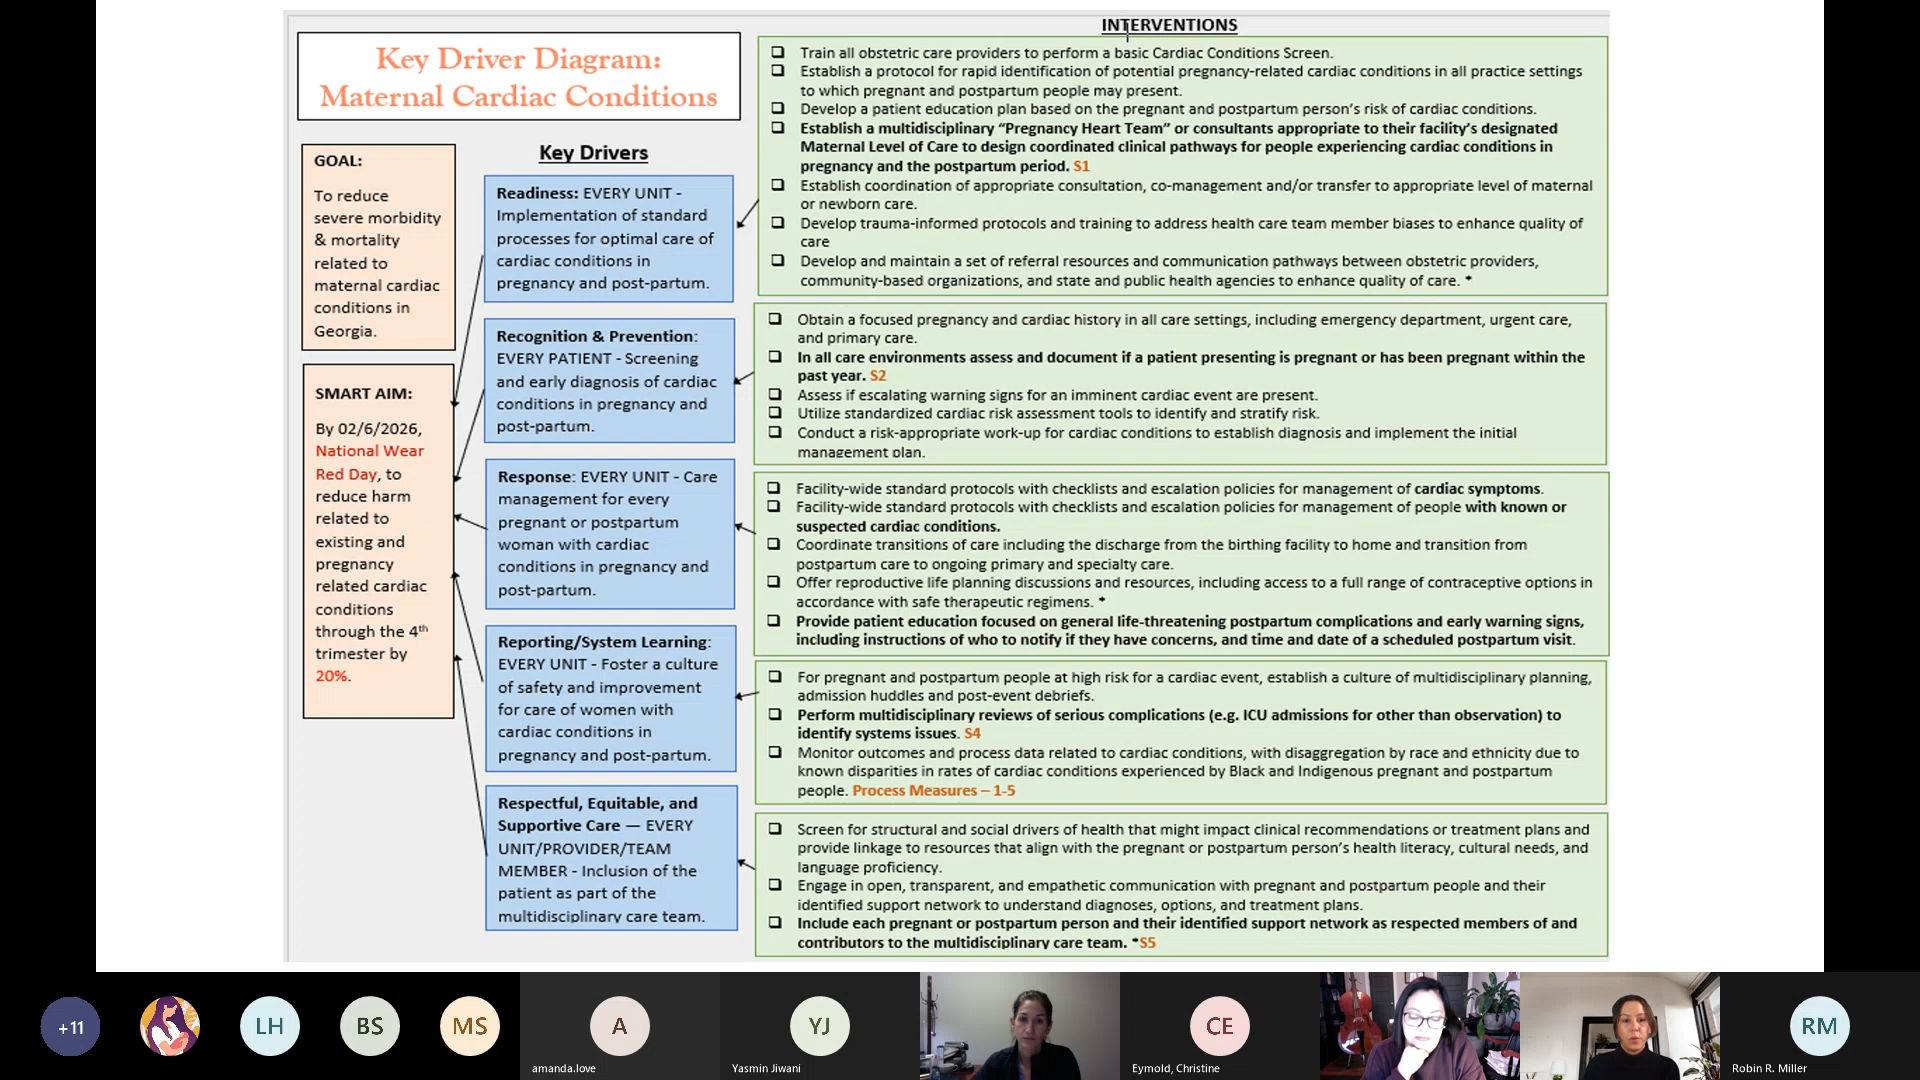 INTERVENTIONS
Key Driver Diagram:
Maternal Cardiac Conditions
GOAL:
To reduce
severe morbidity
& mortality
related to
maternal cardiac
conditions in
Georgia.
SMART AIM:
By 02/6/2026,
National Wear
Red Day, to
reduce harm
related to
existing and
pregnancy
related cardiac
conditions
through the 4th
trimester by
20%.
Key Drivers
Readiness: EVERY UNIT -
Implementation of standard
processes for optimal care of
cardiac conditions in
pregnancy and post-partum.
Recognition & Prevention:
EVERY PATIENT - Screening
and early diagnosis of cardiac
conditions in pregnancy and
post-partum.
Response: EVERY UNIT - Care
management for every
pregnant or postpartum
woman with cardiac
conditions in pregnancy and
post-partum.
Reporting/System Learning:
EVERY UNIT - Foster a culture
of safety and improvement
for care of women with
cardiac conditions in
pregnancy and post-partum.
Respectful, Equitable, and
Supportive Care — EVERY
UNIT/PROVIDER/TEAM
MEMBER - Inclusion of the
patient as part of the
multidisciplinary care team.
❑ Train all obstetric care providers to perform a basic Cardiac Conditions Screen.
❑ Establish a protocol for rapid identification of potential pregnancy-related cardiac conditions in all practice settings
to which pregnant and postpartum people may present.
❑ Develop a patient education plan based on the pregnant and postpartum person’s risk of cardiac conditions.
❑ Establish a multidisciplinary “Pregnancy Heart Team” or consultants appropriate to their facility’s designated
Maternal Level of Care to design coordinated clinical pathways for people experiencing cardiac conditions in
pregnancy and the postpartum period. S1
❑ Establish coordination of appropriate consultation, co-management and/or transfer to appropriate level of maternal
or newborn care.
❑ Develop trauma-informed protocols and training to address health care team member biases to enhance quality of
care
❑ Develop and maintain a set of referral resources and communication pathways between obstetric providers,
community-based organizations, and state and public health agencies to enhance quality of care. *
❑ Obtain a focused pregnancy and cardiac history in all care settings, including emergency department, urgent care,
and primary care.
❑ In all care environments assess and document if a patient presenting is pregnant or has been pregnant within the
past year. S2
❑ Assess if escalating warning signs for an imminent cardiac event are present.
❑ Utilize standardized cardiac risk assessment tools to identify and stratify risk.
❑ Conduct a risk-appropriate work-up for cardiac conditions to establish diagnosis and implement the initial
management plan.
❑ Facility-wide standard protocols with checklists and escalation policies for management of cardiac symptoms.
❑ Facility-wide standard protocols with checklists and escalation policies for management of people with known or
suspected cardiac conditions.
❑ Coordinate transitions of care including the discharge from the birthing facility to home and transition from
postpartum care to ongoing primary and specialty care.
❑ Offer reproductive life planning discussions and resources, including access to a full range of contraceptive options in
accordance with safe therapeutic regimens. *
❑ Provide patient education focused on general life-threatening postpartum complications and early warning signs,
including instructions of who to notify if they have concerns, and time and date of a scheduled postpartum visit.
❑ For pregnant and postpartum people at high risk for a cardiac event, establish a culture of multidisciplinary planning,
admission huddles and post-event debriefs.
❑ Perform multidisciplinary reviews of serious complications (e.g. ICU admissions for other than observation) to
identify systems issues. S4
❑ Monitor outcomes and process data related to cardiac conditions, with disaggregation by race and ethnicity due to
known disparities in rates of cardiac conditions experienced by Black and Indigenous pregnant and postpartum
people. Process Measures – 1-5
❑ Screen for structural and social drivers of health that might impact clinical recommendations or treatment plans and
provide linkage to resources that align with the pregnant or postpartum person’s health literacy, cultural needs, and
language proficiency.
❑ Engage in open, transparent, and empathetic communication with pregnant and postpartum people and their
identified support network to understand diagnoses, options, and treatment plans.
❑ Include each pregnant or postpartum person and their identified support network as respected members of and
contributors to the multidisciplinary care team. *S5
+11
LH
BS
MS
A
amanda.love
YJ
Yasmin Jiwani
CE
Eymold, Christine
RM
Robin R. Miller